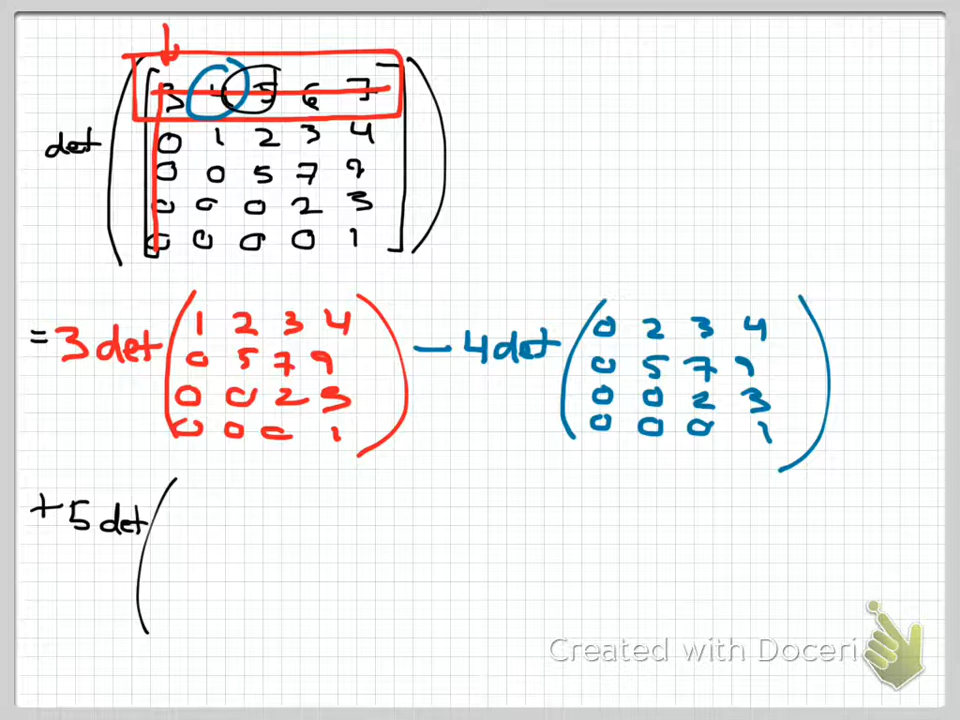 det ( [ 3 4 5 6 7
0 1 2 3 4
0 0 5 7 9
0 0 0 2 3
0 0 0 0 1 ] )
= 3 det ( 1 2 3 4
0 5 7 9
0 0 2 3
0 0 0 1 )
- 4 det ( 0 2 3 4
0 5 7 9
0 0 2 3
0 0 0 1 )
+ 5 det (
Created with Doceri